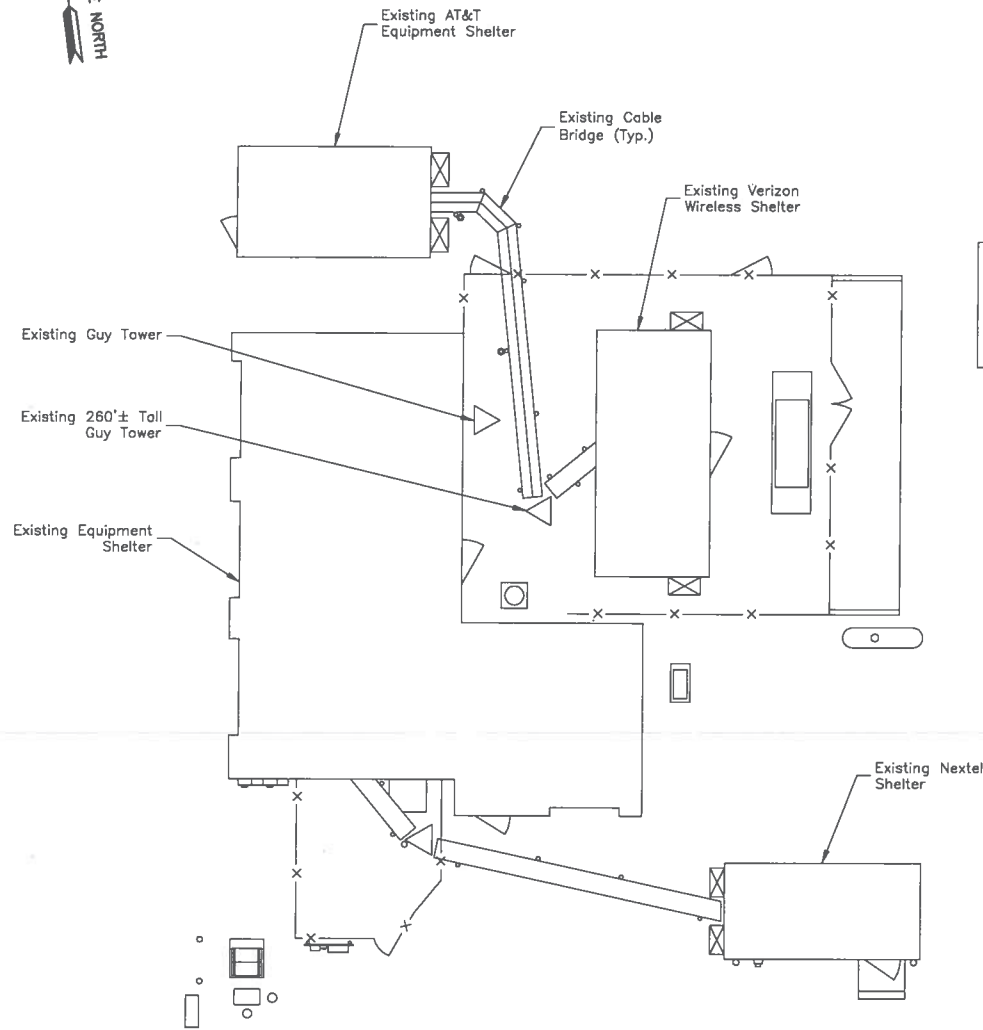 NORTH
Existing AT&T
Equipment Shelter
Existing Cable
Bridge (Typ.)
Existing Verizon
Wireless Shelter
Existing Guy Tower
Existing 260'± Tall
Guy Tower
Existing Equipment
Shelter
Existing Nextel
Shelter